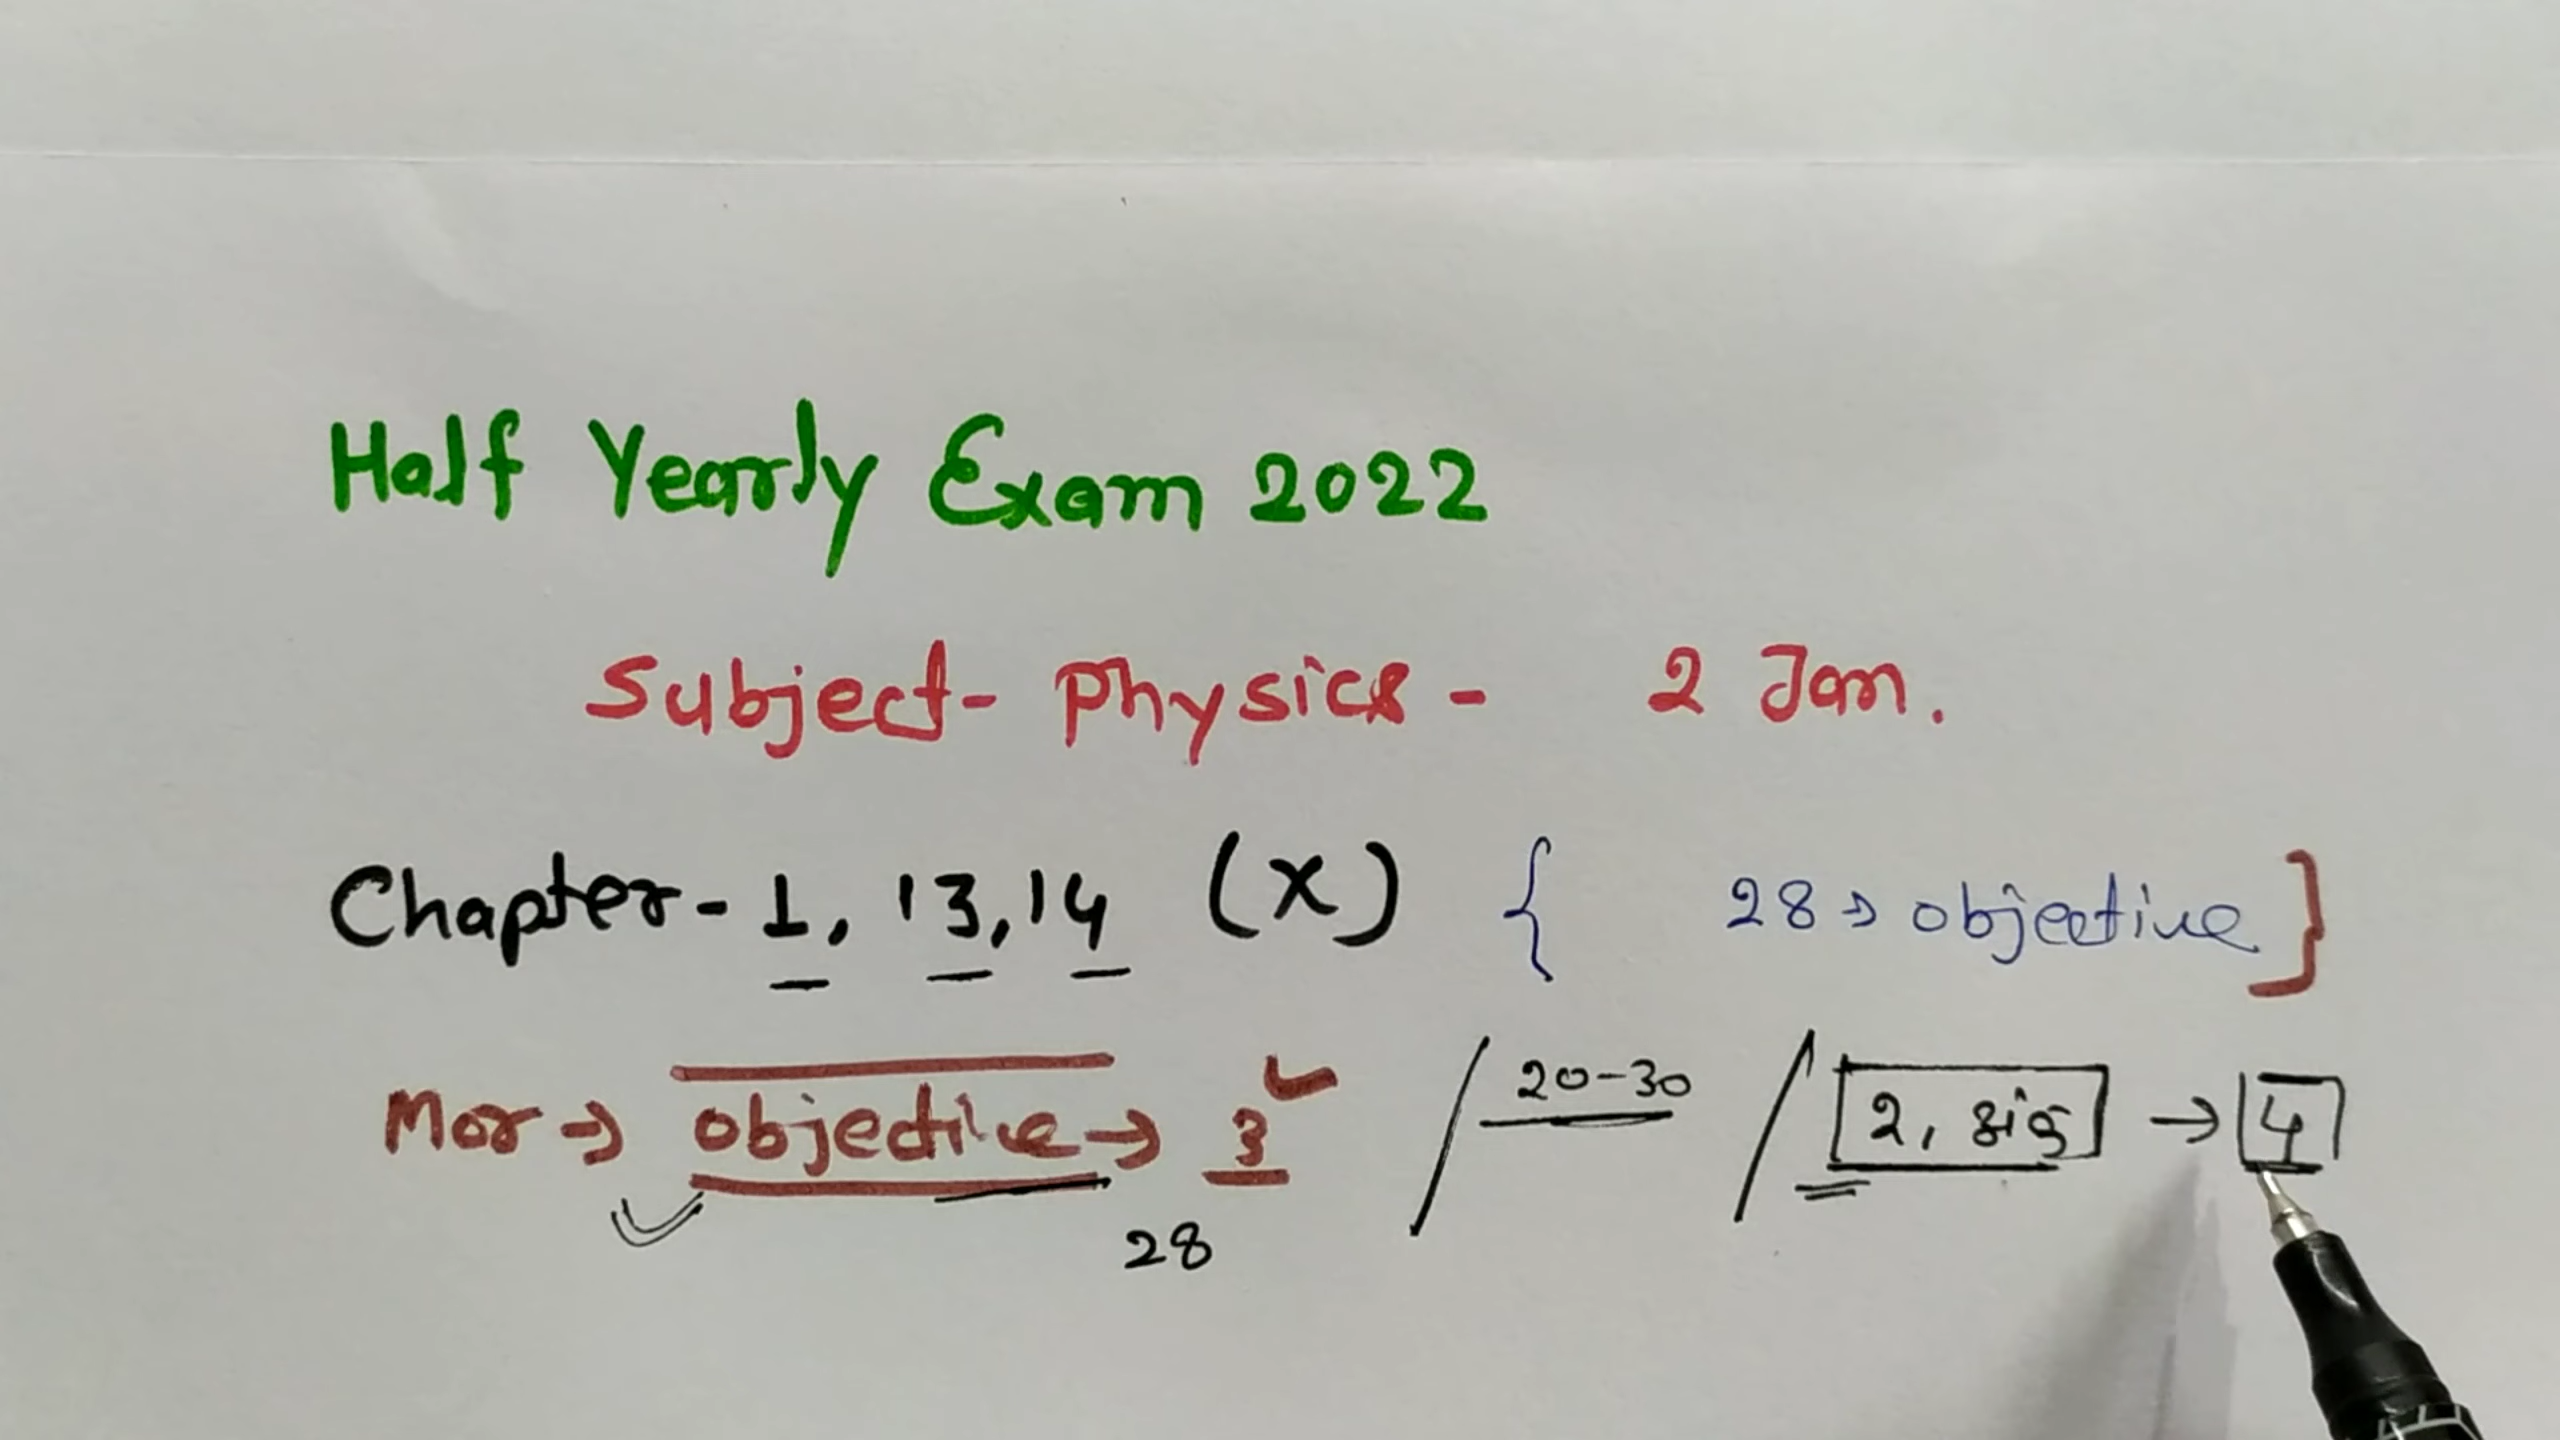 Half Yearly Exam 2022
Subject- Physics - 2 Jan.
Chapter - 1, 13, 14 (X) { 28 → objective }
Mor → objective → 3 / 20-30 / 2, → 4
28